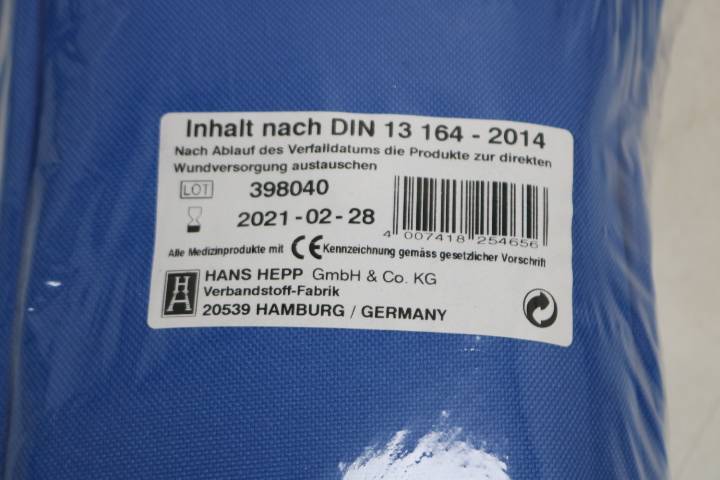 Inhalt nach DIN 13 164 - 2014
Nach Ablauf des Verfalldatums die Produkte zur direkten
Wundversorgung austauschen
LOT 398040
2021-02-28
4 007418 254656
Alle Medizinprodukte mit CE Kennzeichnung gemäss gesetzlicher Vorschrift
HA
HANS HEPP GmbH & Co. KG
Verbandstoff-Fabrik
20539 HAMBURG / GERMANY